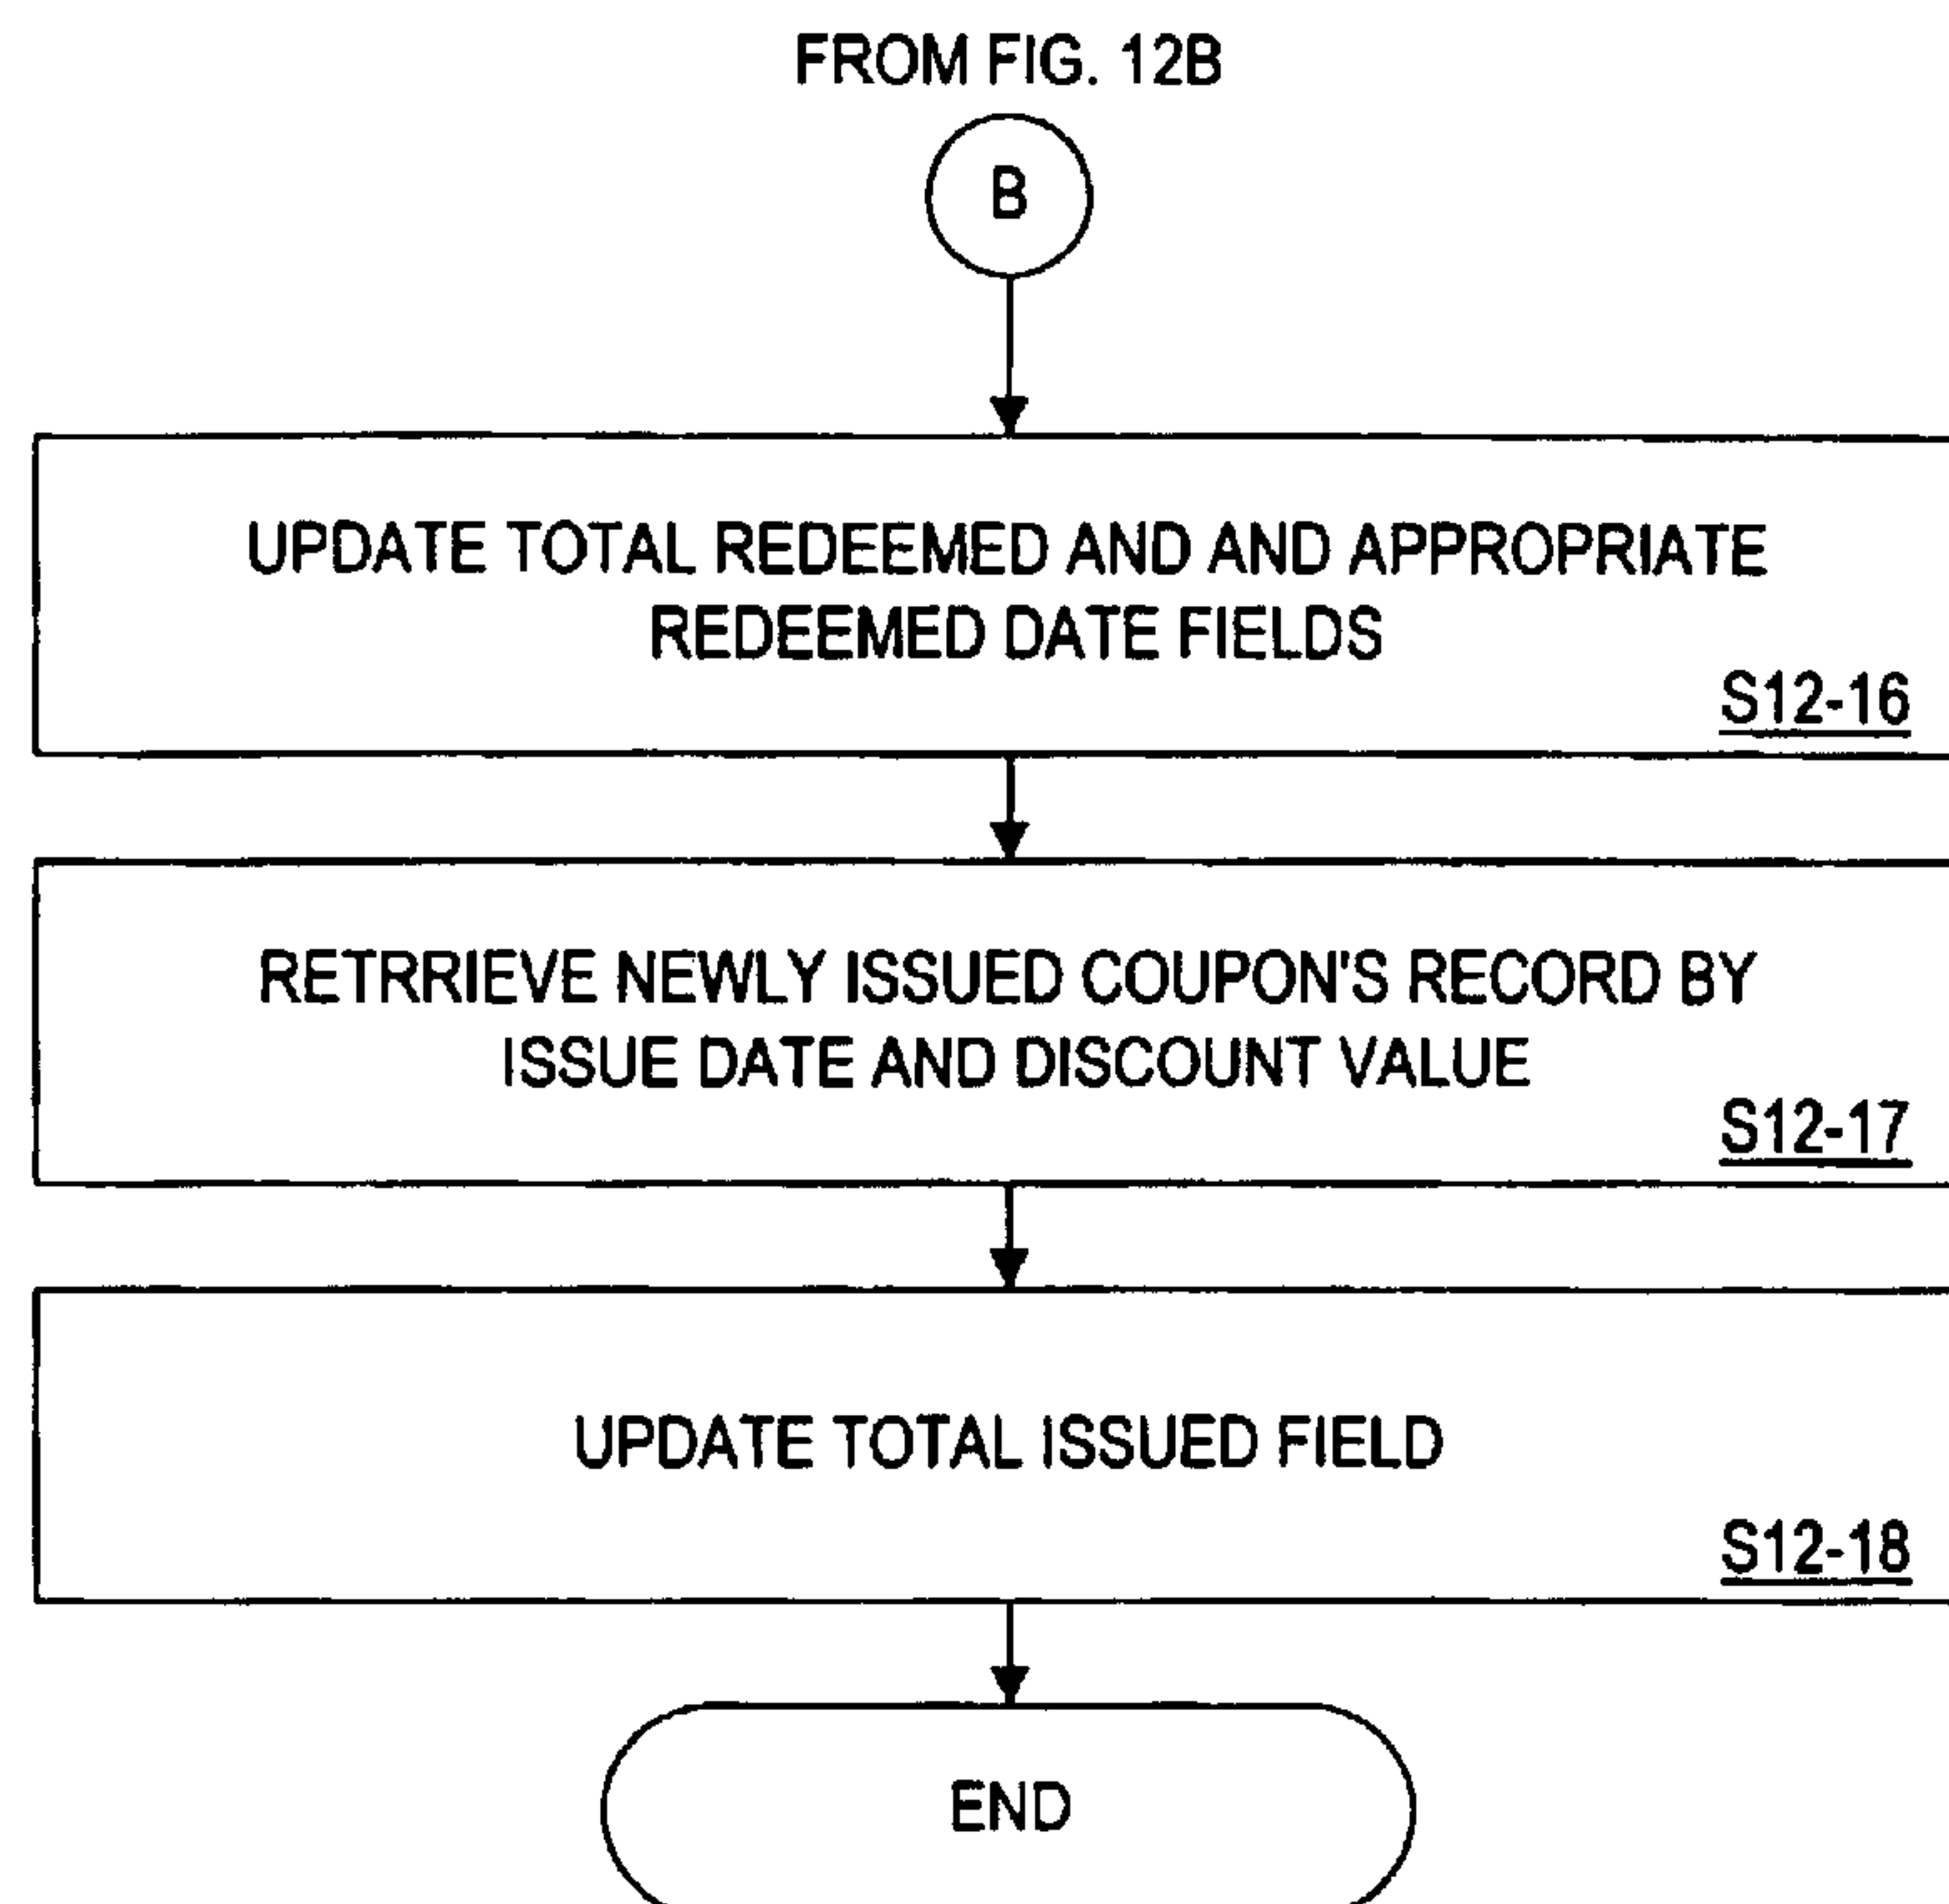 FROM FIG. 12B
B
UPDATE TOTAL REDEEMED AND AND APPROPRIATE
REDEEMED DATE FIELDS
S12-16
RETRRIEVE NEWLY ISSUED COUPON'S RECORD BY
ISSUE DATE AND DISCOUNT VALUE
S12-17
UPDATE TOTAL ISSUED FIELD
S12-18
END